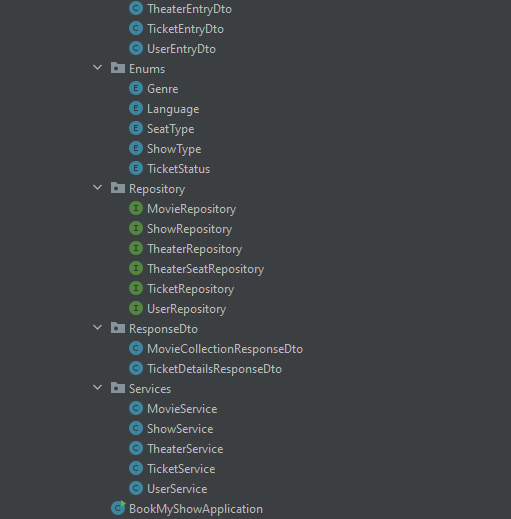 TheaterEntryDto
TicketEntryDto
UserEntryDto
Enums
E Genre
E Language
E SeatType
E ShowType
E TicketStatus
Repository
I MovieRepository
I ShowRepository
I TheaterRepository
I TheaterSeatRepository
I TicketRepository
I UserRepository
ResponseDto
C MovieCollectionResponseDto
C TicketDetailsResponseDto
Services
C MovieService
C ShowService
C TheaterService
C TicketService
C UserService
C BookMyShowApplication